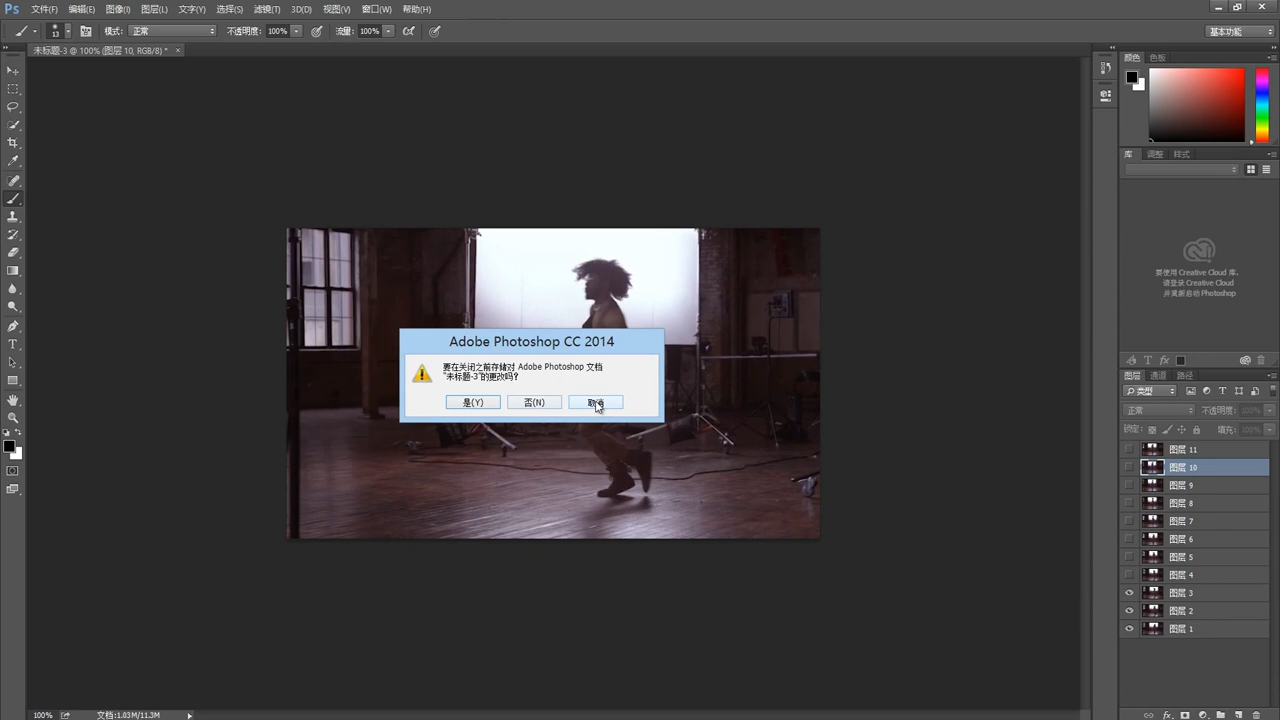 Ps 文件(F) 编辑(E) 图像(I) 图层(L) 文字(Y) 选择(S) 滤镜(T) 3D(D) 视图(V) 窗口(W) 帮助(H)
13 模式: 正常 不透明度: 100% 流量: 100% 基本功能
未标题-3 @ 100% (图层 10, RGB/8) * ×
颜色 色板
库 调整 样式
要使用 Creative Cloud 库,
请登录 Creative Cloud
并重新启动 Photoshop
Adobe Photoshop CC 2014
要在关闭之前存储对 Adobe Photoshop 文档
"未标题-3"的更改吗?
是(Y) 否(N) 取消
图层 通道 路径
类型
正常 不透明度: 100%
锁定: 填充: 100%
图层 11
图层 10
图层 9
图层 8
图层 7
图层 6
图层 5
图层 4
图层 3
图层 2
图层 1
100% 文档:1.03M/11.3M